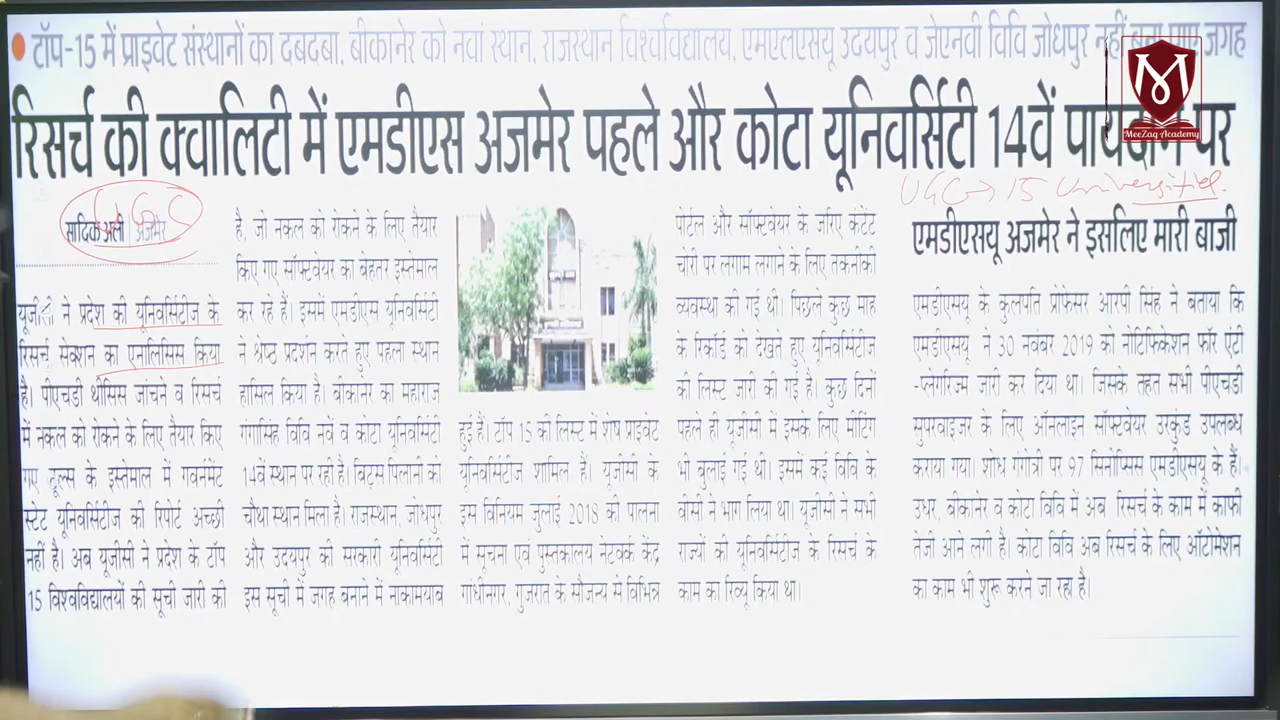 टॉप-15 में प्राइवेट संस्थानों का दबदबा, बीकानेर को नवां स्थान, राजस्थान विश्वविद्यालय, एमएलएसयू उदयपुर व जेएनवी विवि जोधपुर नहीं जगह
रिसर्च की क्वालिटी में एमडीएस अजमेर पहले और कोटा यूनिवर्सिटी 14वें पायदान पर
MeeZaq Academy
UGC → 15 Universities
सादिक अली अजमेर
यूजीसी ने प्रदेश की यूनिवर्सिटीज के
रिसर्च सेक्शन का एनालिसिस किया
है। पीएचडी थीसिस जांचने व रिसर्च
में नकल को रोकने के लिए तैयार किए
गए टूल्स के इस्तेमाल में गवर्नमेंट
स्टेट यूनिवर्सिटीज की रिपोर्ट अच्छी
नहीं है। अब यूजीसी ने प्रदेश के टॉप
15 विश्वविद्यालयों की सूची जारी की
है, जो नकल को रोकने के लिए तैयार
किए गए सॉफ्टवेयर का बेहतर इस्तेमाल
कर रहे हैं। इसमें एमडीएस यूनिवर्सिटी
ने श्रेष्ठ प्रदर्शन करते हुए पहला स्थान
हासिल किया है। बीकानेर का महाराज
गंगासिंह विवि नवें व कोटा यूनिवर्सिटी
14वें स्थान पर रही है। बिट्स पिलानी को
चौथा स्थान मिला है। राजस्थान, जोधपुर
और उदयपुर की सरकारी यूनिवर्सिटी
इस सूची में जगह बनाने में नाकामयाब
हुई हैं। टॉप 15 की लिस्ट में शेष प्राइवेट
यूनिवर्सिटीज शामिल हैं। यूजीसी के
इस विनियम जुलाई 2018 की पालना
में सूचना एवं पुस्तकालय नेटवर्क केंद्र
गांधीनगर, गुजरात के सौजन्य से विभिन्न
पोर्टल और सॉफ्टवेयर के जरिए कंटेंट
चोरी पर लगाम लगाने के लिए तकनीकी
व्यवस्था की गई थी। पिछले कुछ माह
के रिकॉर्ड को देखते हुए यूनिवर्सिटीज
की लिस्ट जारी की गई है। कुछ दिनों
पहले ही यूजीसी में इसके लिए मीटिंग
भी बुलाई गई थी। इसमें कई विवि के
वीसी ने भाग लिया था। यूजीसी ने सभी
राज्यों की यूनिवर्सिटीज के रिसर्च के
काम का रिव्यू किया था।
एमडीएसयू अजमेर ने इसलिए मारी बाजी
एमडीएसयू के कुलपति प्रोफेसर आरपी सिंह ने बताया कि
एमडीएसयू ने 30 नवंबर 2019 को नोटिफिकेशन फॉर एंटी
-प्लेगरिज्म जारी कर दिया था। जिसके तहत सभी पीएचडी
सुपरवाइजर के लिए ऑनलाइन सॉफ्टवेयर उरकुंड उपलब्ध
कराया गया। शोध गंगोत्री पर 97 सिनोप्सिस एमडीएसयू के हैं।
उधर, बीकानेर व कोटा विवि में अब रिसर्च के काम में काफी
तेजी आने लगी है। कोटा विवि अब रिसर्च के लिए ऑटोमेशन
का काम भी शुरू करने जा रहा है।